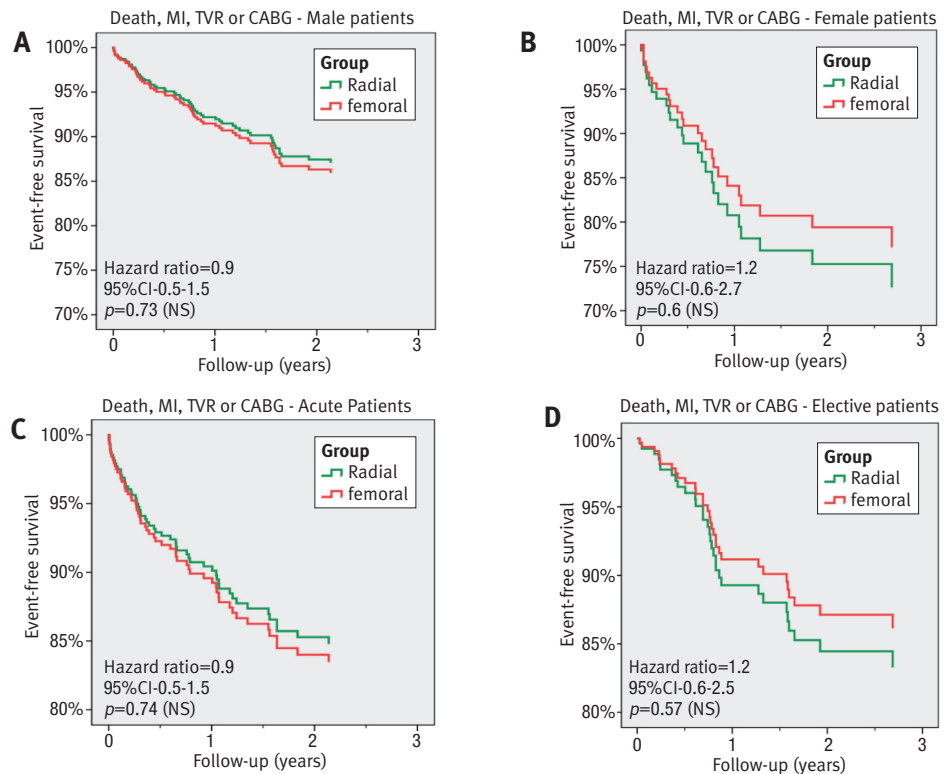 A
Death, MI, TVR or CABG - Male patients
Event-free survival
100%
95%
90%
85%
80%
75%
70%
Group
Radial
femoral
Hazard ratio=0.9
95%CI-0.5-1.5
p=0.73 (NS)
0 1 2 3
Follow-up (years)
B
Death, MI, TVR or CABG - Female patients
Event-free survival
100%
95%
90%
85%
80%
75%
70%
Group
Radial
femoral
Hazard ratio=1.2
95%CI-0.6-2.7
p=0.6 (NS)
0 1 2 3
Follow-up (years)
C
Death, MI, TVR or CABG - Acute Patients
Event-free survival
100%
95%
90%
85%
80%
Group
Radial
femoral
Hazard ratio=0.9
95%CI-0.5-1.5
p=0.74 (NS)
0 1 2 3
Follow-up (years)
D
Death, MI, TVR or CABG - Elective patients
Event-free survival
100%
95%
90%
85%
80%
Group
Radial
femoral
Hazard ratio=1.2
95%CI-0.6-2.5
p=0.57 (NS)
0 1 2 3
Follow-up (years)